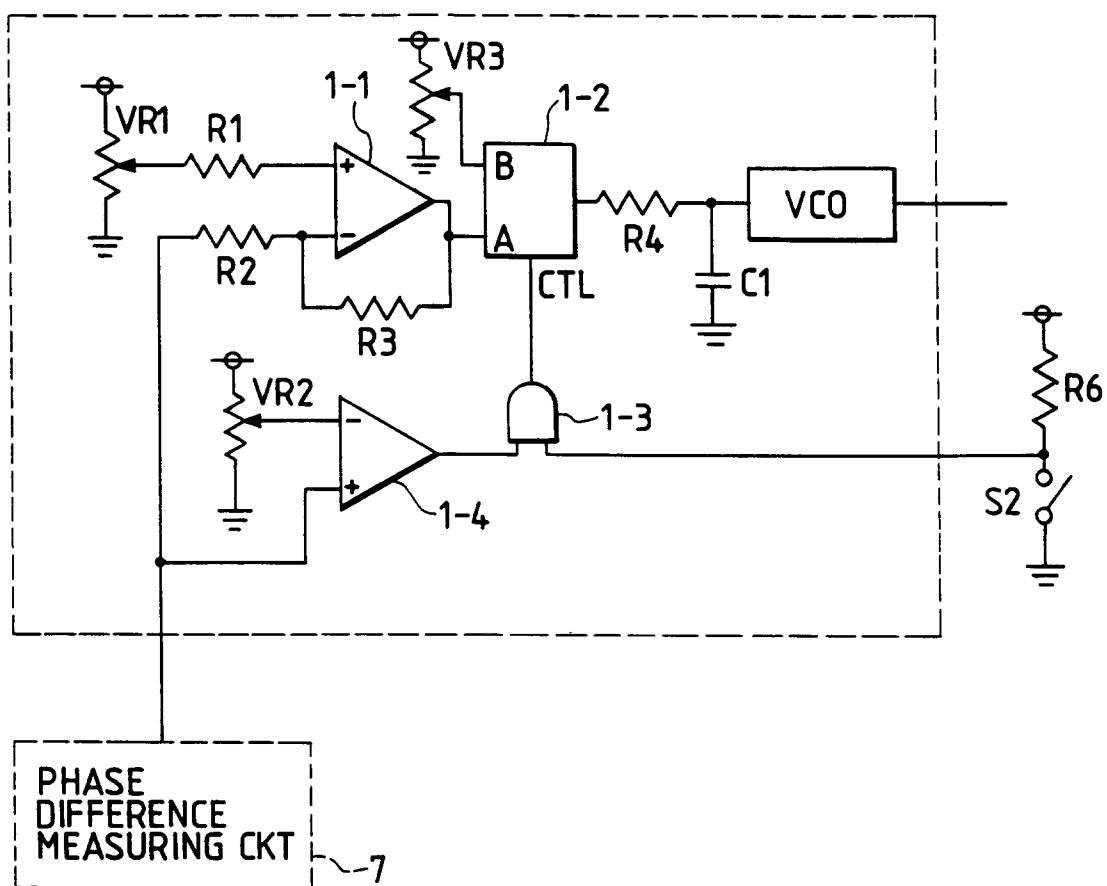 VR3
1-1
1-2
VR1
R1
+
B
VCO
-
A
R2
R4
CTL
C1
R3
R6
VR2
1-3
-
S2
+
1-4
PHASE
DIFFERENCE
MEASURING CKT
7